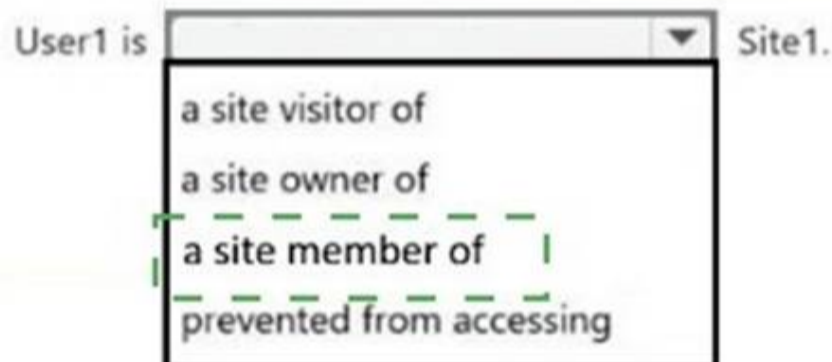 User1 is Site1.
a site visitor of
a site owner of
a site member of
prevented from accessing